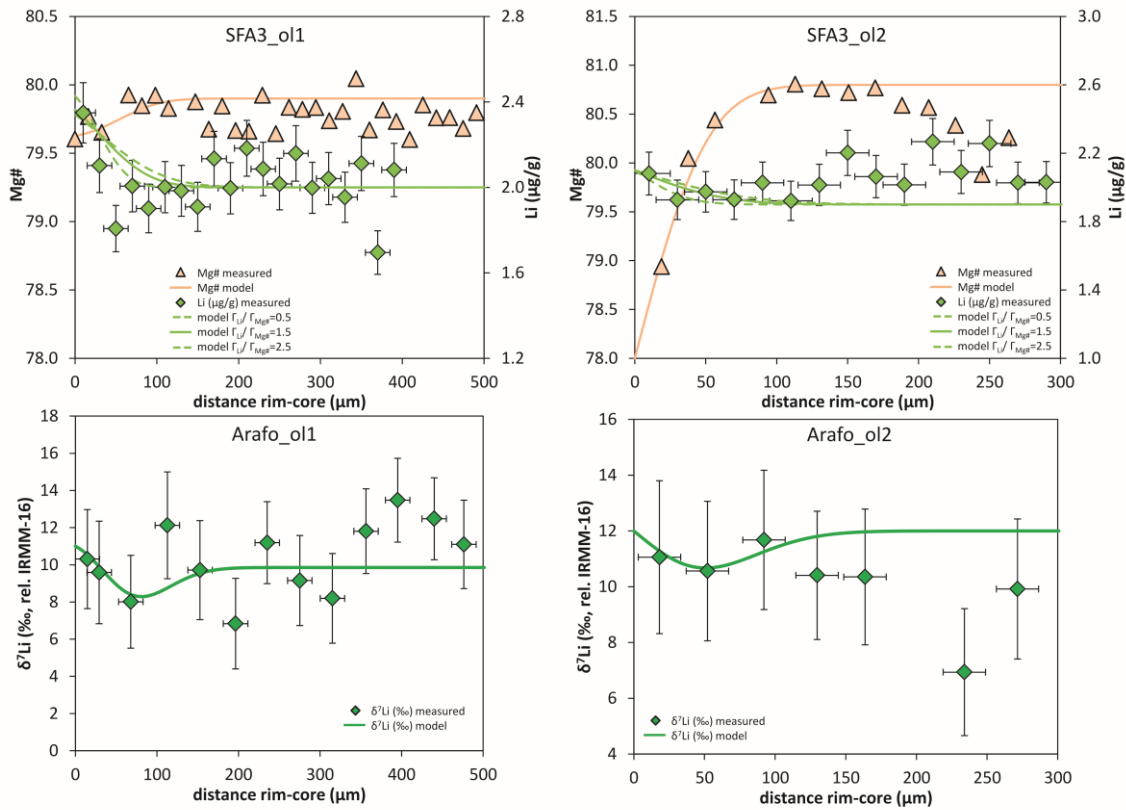 SFA3_ol1
80.5
80.0
79.5
79.0
78.5
78.0
Mg#
2.8
2.4
2.0
1.6
1.2
Li (µg/g)
Mg# measured
Mg# model
Li (µg/g) measured
model ΓLi/ ΓMg#=0.5
model ΓLi/ ΓMg#=1.5
model ΓLi/ ΓMg#=2.5
0 100 200 300 400 500
distance rim-core (µm)
SFA3_ol2
81.5
81.0
80.5
80.0
79.5
79.0
78.5
78.0
Mg#
3.0
2.6
2.2
1.8
1.4
1.0
Li (µg/g)
Mg# measured
Mg# model
Li (µg/g) measured
model ΓLi/ ΓMg#=0.5
model ΓLi/ ΓMg#=1.5
model ΓLi/ ΓMg#=2.5
0 50 100 150 200 250 300
distance rim-core (µm)
Arafo_ol1
18
16
14
12
10
8
6
4
2
0
δ⁷Li (‰, rel. IRMM-16)
δ⁷Li (‰) measured
δ⁷Li (‰) model
0 100 200 300 400 500
distance rim-core (µm)
Arafo_ol2
16
14
12
10
8
6
4
δ⁷Li (‰, rel. IRMM-16)
δ⁷Li (‰) measured
δ⁷Li (‰) model
0 50 100 150 200 250 300
distance rim-core (µm)